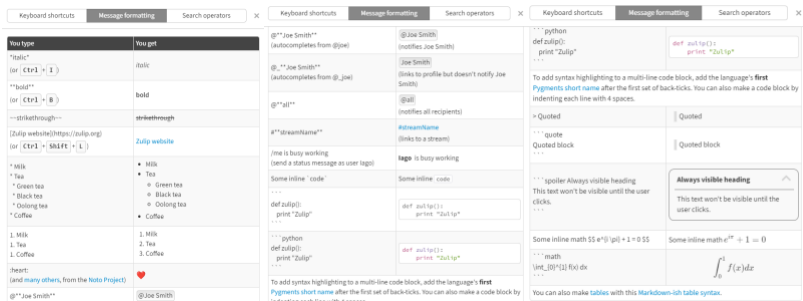 Keyboard shortcuts Message formatting Search operators ×
You type You get
*italic*
(or Ctrl + I) italic
**bold**
(or Ctrl + B) bold
~~strikethrough~~ strikethrough
[Zulip website](https://zulip.org)
(or Ctrl + Shift + L) Zulip website
* Milk
* Tea
* Green tea
* Black tea
* Oolong tea
* Coffee
• Milk
• Tea
Green tea
Black tea
Oolong tea
• Coffee
1. Milk
1. Tea
1. Coffee
1. Milk
2. Tea
3. Coffee
:heart:
(and many others, from the Noto Project) ❤
@**Joe Smith** @Joe Smith
Keyboard shortcuts Message formatting Search operators ×
@**Joe Smith**
(autocompletes from @joe)
@Joe Smith
(notifies Joe Smith)
@_**Joe Smith**
(autocompletes from @_joe)
Joe Smith
(links to profile but doesn't notify Joe
Smith)
@**all**
@all
(notifies all recipients)
#**streamName**
#streamName
(links to a stream)
/me is busy working
(send a status message as user Iago)
Iago is busy working
Some inline `code` Some inline code
```
def zulip():
print "Zulip"
```
def zulip():
print "Zulip"
```python
def zulip():
print "Zulip"
```
def zulip():
print "Zulip"
To add syntax highlighting to a multi-line code block, add the language's first
Pygments short name after the first set of back-ticks. You can also make a code block by
indenting each line with 4 spaces.
Keyboard shortcuts Message formatting Search operators ×
```python
def zulip():
print "Zulip"
```
def zulip():
print "Zulip"
To add syntax highlighting to a multi-line code block, add the language's first
Pygments short name after the first set of back-ticks. You can also make a code block by
indenting each line with 4 spaces.
> Quoted Quoted
```quote
Quoted block
```
Quoted block
```spoiler Always visible heading
This text won't be visible until the user
clicks.
```
Always visible heading
This text won't be visible until the
user clicks.
Some inline math $$ e^{i \pi} + 1 = 0 $$ Some inline math e^{iπ} + 1 = 0
```math
\int_{0}^{1} f(x) dx
```
∫₀¹ f(x)dx
You can also make tables with this Markdown-ish table syntax.